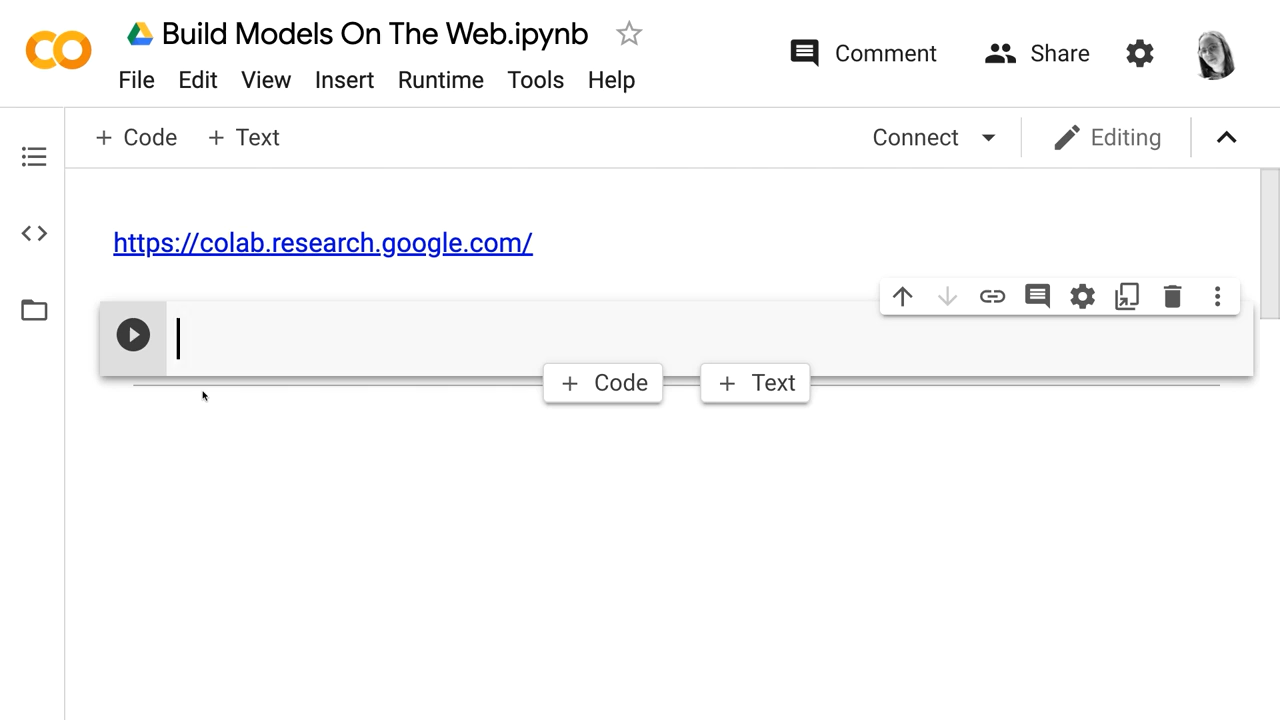 Build Models On The Web.ipynb
File Edit View Insert Runtime Tools Help
Comment Share
+ Code + Text
Connect Editing
https://colab.research.google.com/
+ Code + Text